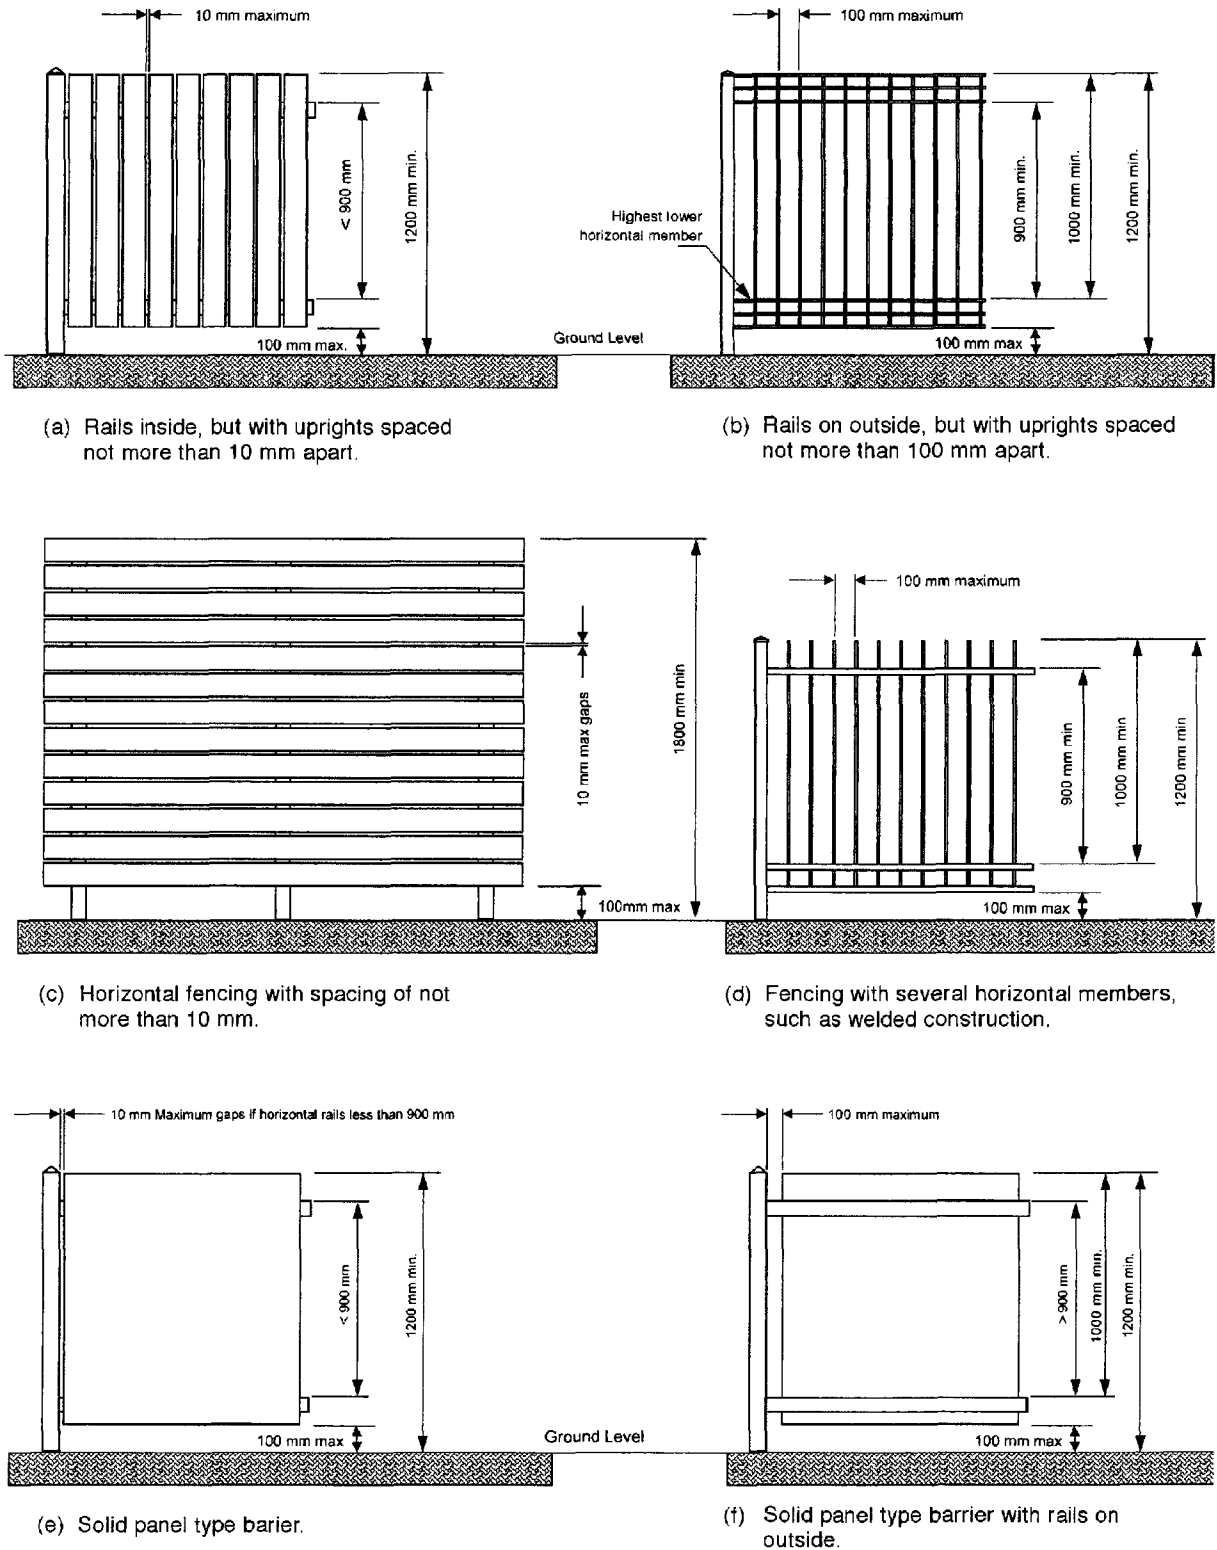 10 mm maximum
< 900 mm
1200 mm min.
100 mm max.
(a) Rails inside, but with uprights spaced
not more than 10 mm apart.
100 mm maximum
Highest lower
horizontal member
900 mm min.
1000 mm min.
1200 mm min.
100 mm max
Ground Level
(b) Rails on outside, but with uprights spaced
not more than 100 mm apart.
10 mm max gaps
1800 mm min
100mm max
(c) Horizontal fencing with spacing of not
more than 10 mm.
100 mm maximum
900 mm min
1000 mm min
1200 mm min
100 mm max
(d) Fencing with several horizontal members,
such as welded construction.
10 mm Maximum gaps if horizontal rails less than 900 mm
< 900 mm
1200 mm min.
100 mm max
Ground Level
(e) Solid panel type barier.
100 mm maximum
> 900 mm
1000 mm min.
1200 mm min.
100 mm max
(f) Solid panel type barrier with rails on
outside.